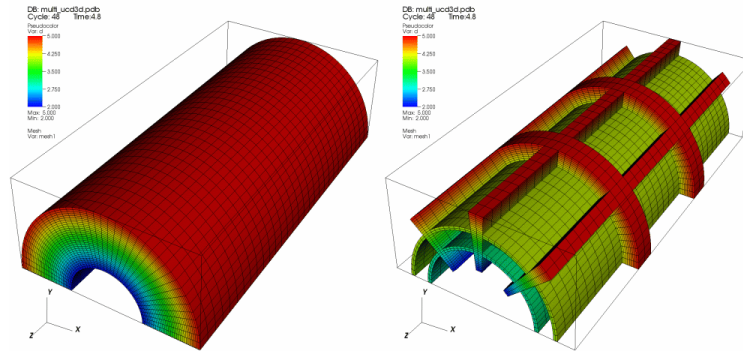 DB: multi_ucd3d.pdb
Cycle: 48 Time:4.8
Pseudocolor
Var: d
5.000
4.250
3.500
2.750
2.000
Max: 5.000
Min: 2.000
Mesh
Var: mesh1
Y
X
Z
DB: multi_ucd3d.pdb
Cycle: 48 Time:4.8
Pseudocolor
Var: d
5.000
4.250
3.500
2.750
2.000
Max: 5.000
Min: 2.000
Mesh
Var: mesh1
Y
X
Z